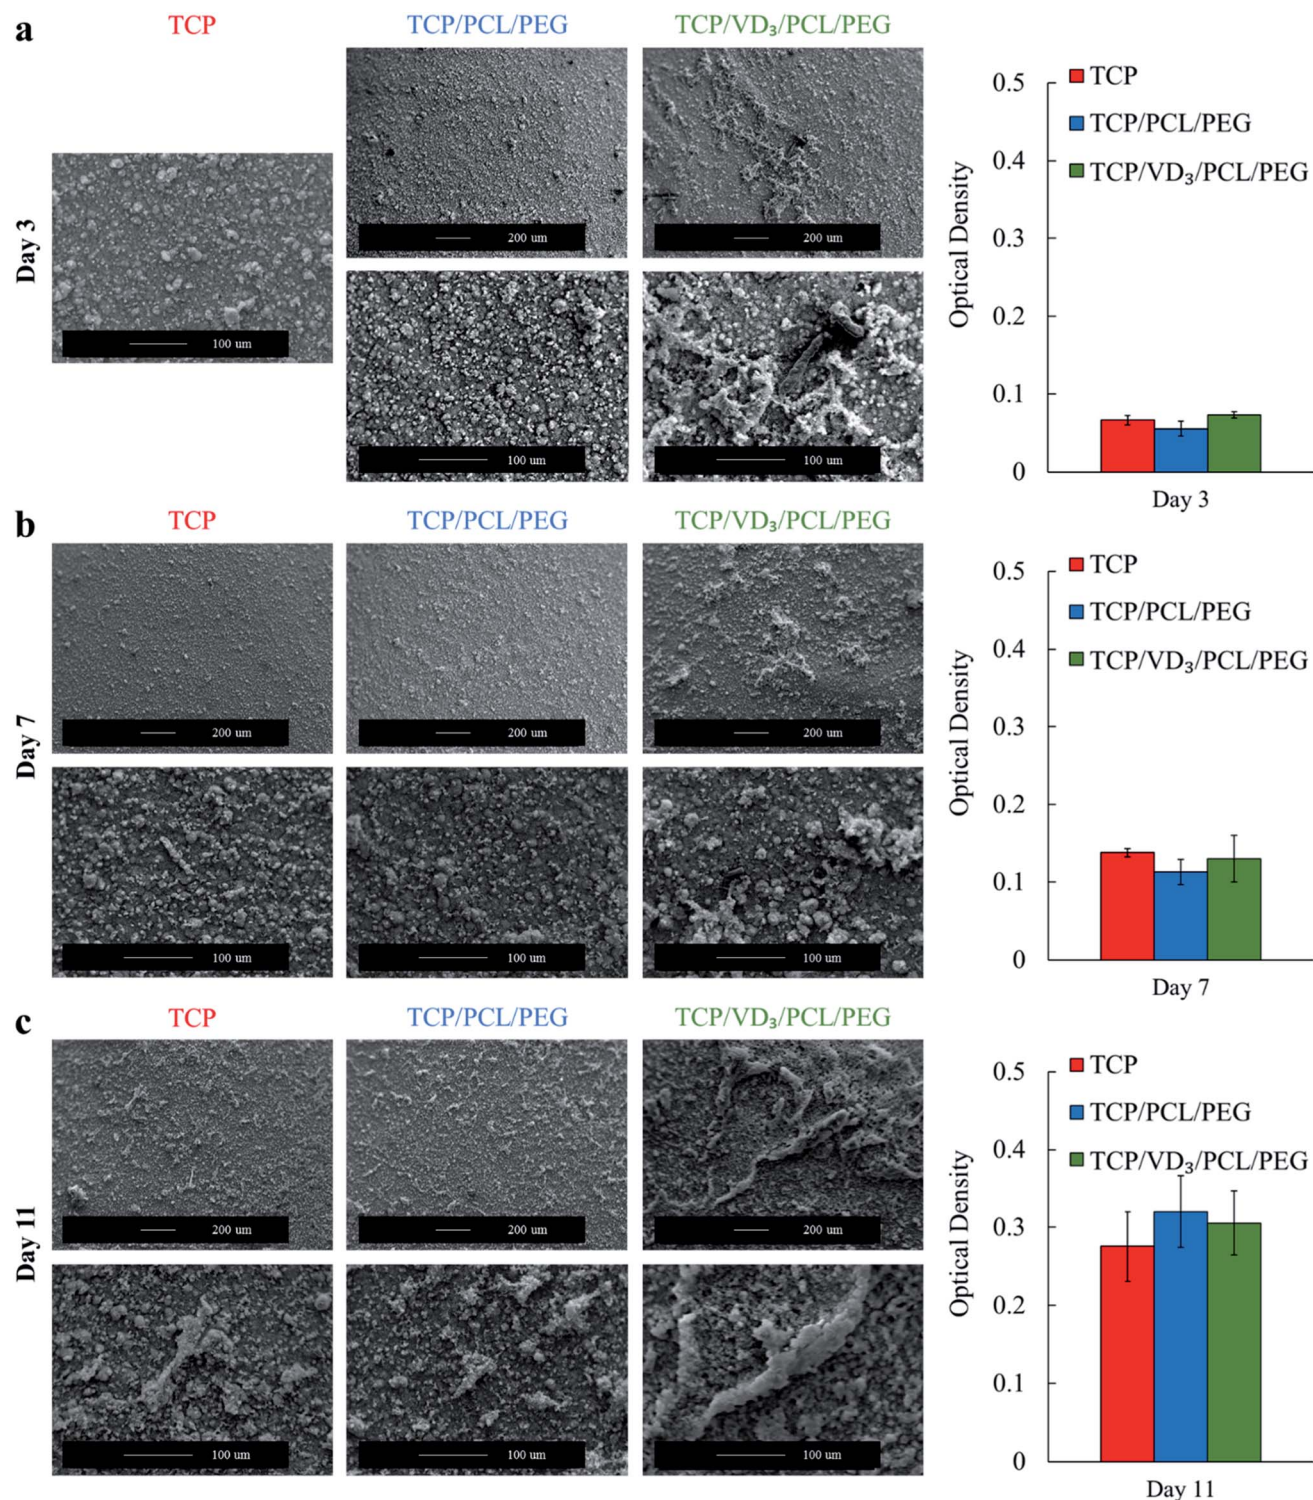 a
TCP
TCP/PCL/PEG
TCP/VD₃/PCL/PEG
Day 3
200 um
200 um
100 um
100 um
100 um
Optical Density
0.5
0.4
0.3
0.2
0.1
0
TCP
TCP/PCL/PEG
TCP/VD₃/PCL/PEG
Day 3
b
TCP
TCP/PCL/PEG
TCP/VD₃/PCL/PEG
Day 7
200 um
200 um
200 um
100 um
100 um
100 um
Optical Density
0.5
0.4
0.3
0.2
0.1
0
TCP
TCP/PCL/PEG
TCP/VD₃/PCL/PEG
Day 7
c
TCP
TCP/PCL/PEG
TCP/VD₃/PCL/PEG
Day 11
200 um
200 um
200 um
100 um
100 um
100 um
Optical Density
0.5
0.4
0.3
0.2
0.1
0
TCP
TCP/PCL/PEG
TCP/VD₃/PCL/PEG
Day 11